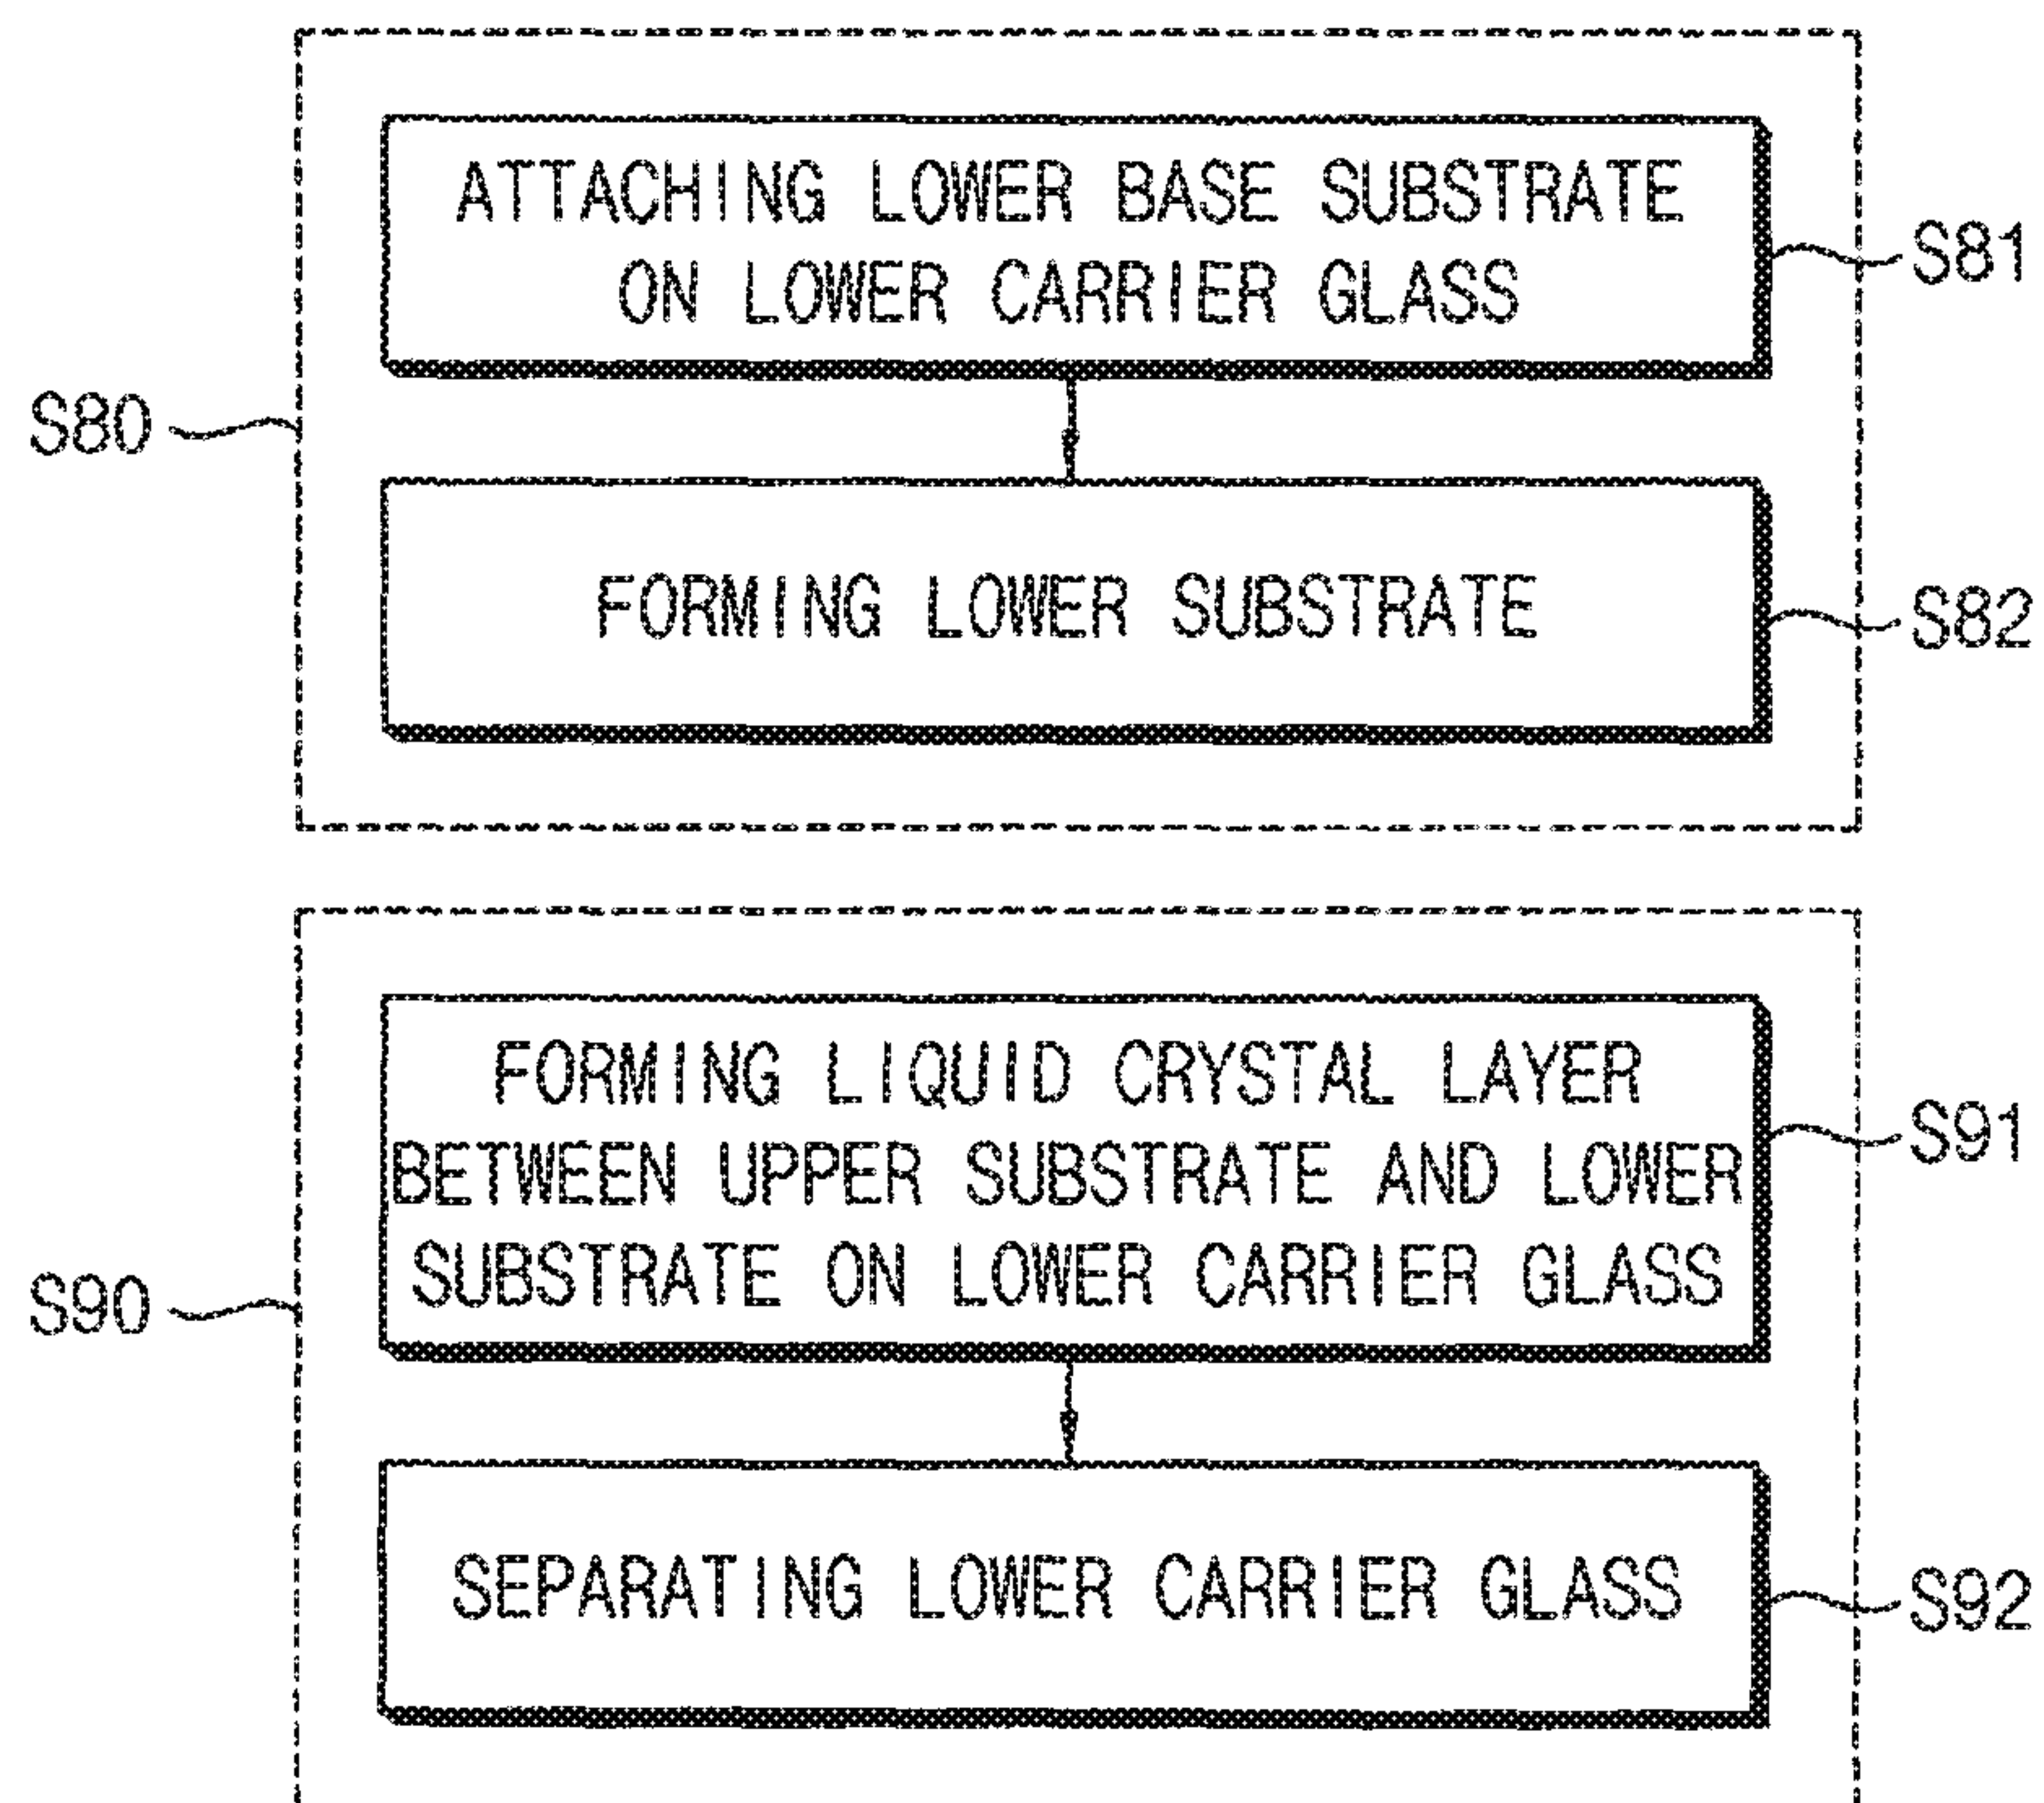 ATTACHING LOWER BASE SUBSTRATE
ON LOWER CARRIER GLASS
S81
S80
FORMING LOWER SUBSTRATE
S82
FORMING LIQUID CRYSTAL LAYER
BETWEEN UPPER SUBSTRATE AND LOWER
SUBSTRATE ON LOWER CARRIER GLASS
S91
S90
SEPARATING LOWER CARRIER GLASS
S92